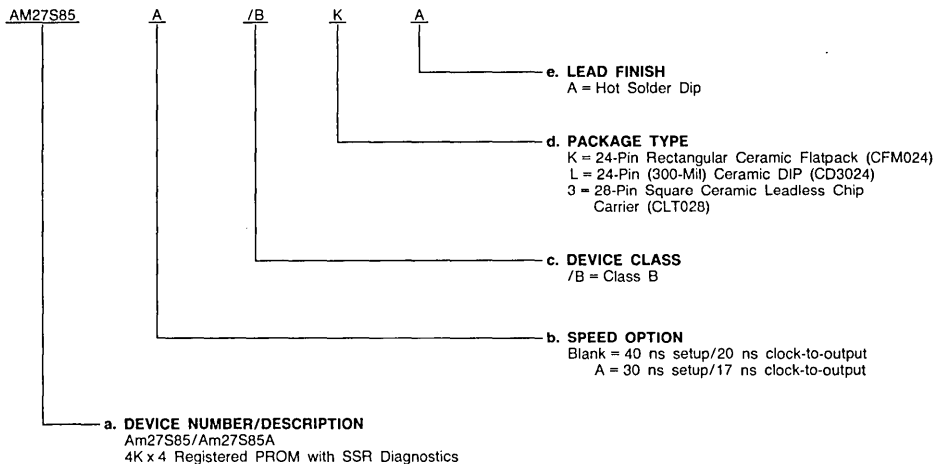 AM27S85 A /B K A
e. LEAD FINISH
A = Hot Solder Dip
d. PACKAGE TYPE
K = 24-Pin Rectangular Ceramic Flatpack (CFM024)
L = 24-Pin (300-Mil) Ceramic DIP (CD3024)
3 = 28-Pin Square Ceramic Leadless Chip
Carrier (CLT028)
c. DEVICE CLASS
/B = Class B
b. SPEED OPTION
Blank = 40 ns setup/20 ns clock-to-output
A = 30 ns setup/17 ns clock-to-output
a. DEVICE NUMBER/DESCRIPTION
Am27S85/Am27S85A
4K x 4 Registered PROM with SSR Diagnostics